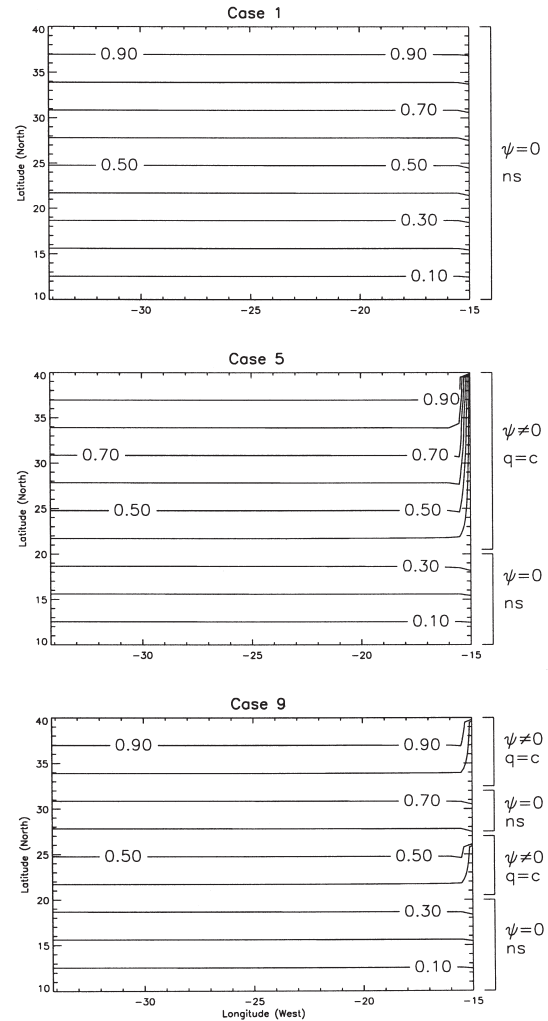 Case 1
40
35
30
25
20
15
10
Latitude (North)
0.90 0.90
0.70
0.50 0.50
0.30
0.10
-30 -25 -20 -15
ψ=0
ns
Case 5
40
35
30
25
20
15
10
Latitude (North)
0.90
0.70 0.70
0.50 0.50
0.30
0.10
-30 -25 -20 -15
ψ≠0
q=c
ψ=0
ns
Case 9
40
35
30
25
20
15
10
Latitude (North)
0.90 0.90
0.70
0.50 0.50
0.30
0.10
-30 -25 -20 -15
Longitude (West)
ψ≠0
q=c
ψ=0
ns
ψ≠0
q=c
ψ=0
ns